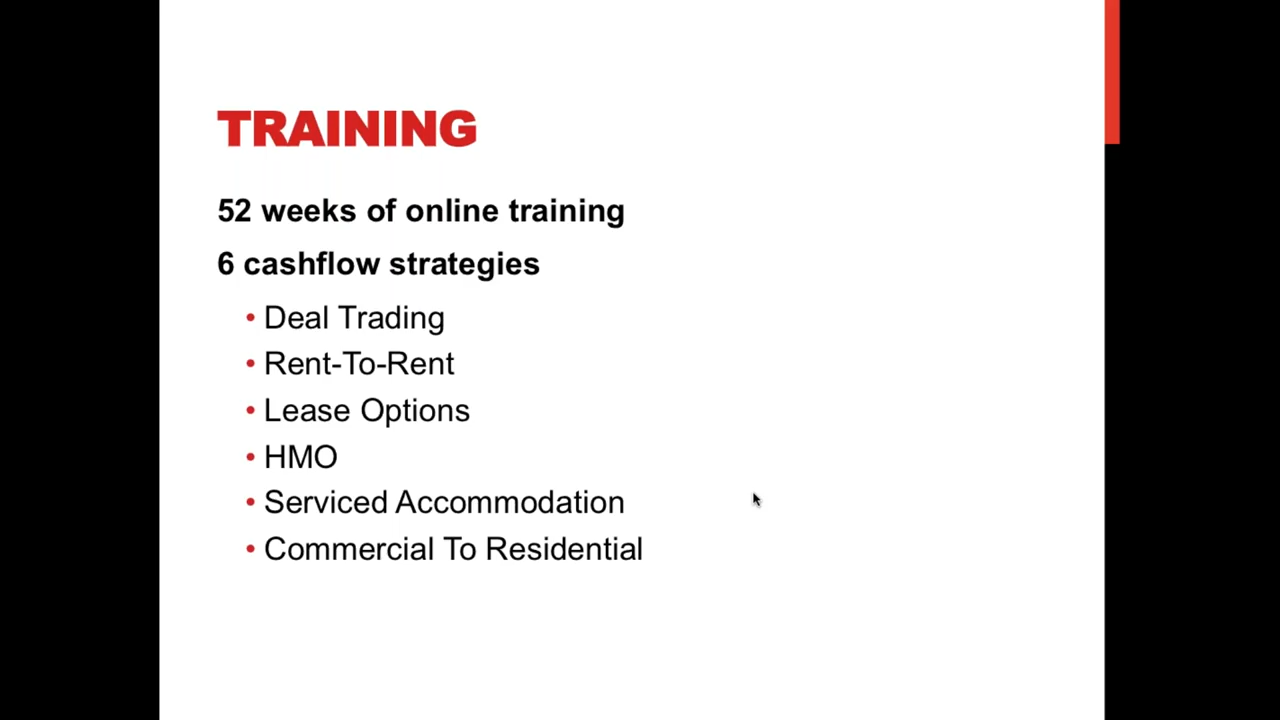 TRAINING
52 weeks of online training
6 cashflow strategies
• Deal Trading
• Rent-To-Rent
• Lease Options
• HMO
• Serviced Accommodation
• Commercial To Residential